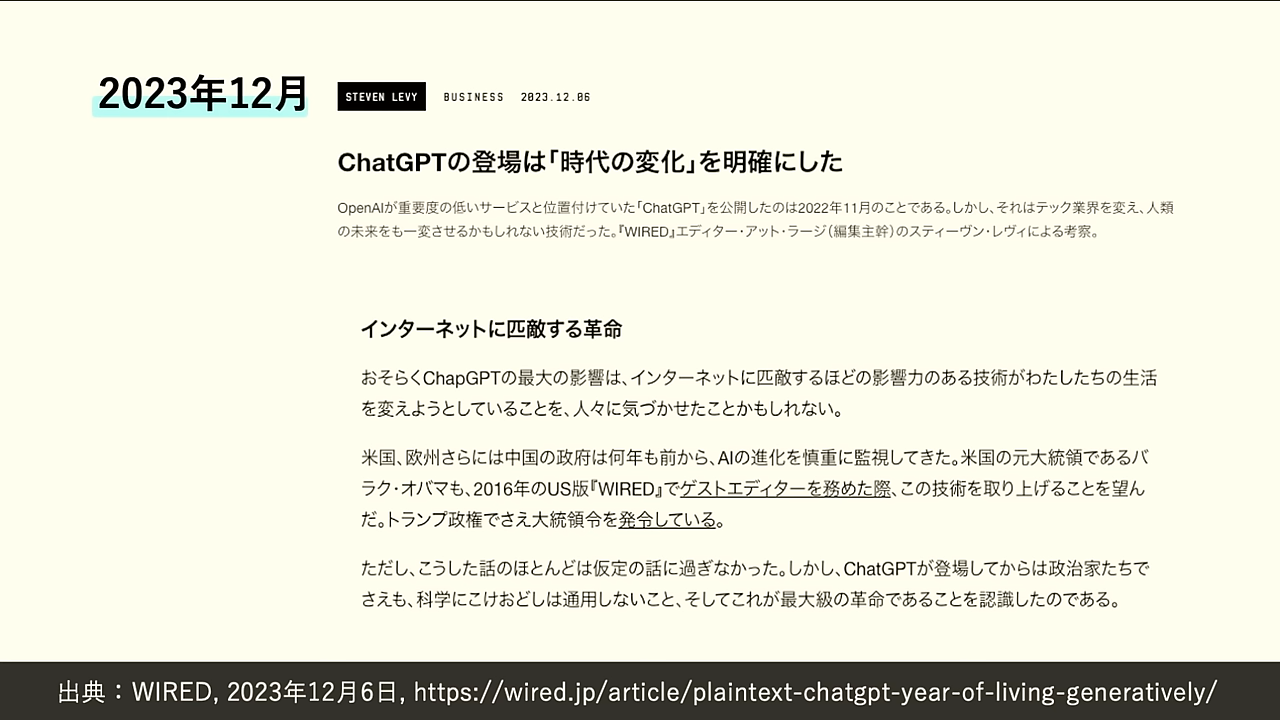 2023年12月
STEVEN LEVY BUSINESS 2023.12.06
ChatGPTの登場は「時代の変化」を明確にした
OpenAIが重要度の低いサービスと位置付けていた「ChatGPT」を公開したのは2022年11月のことである。しかし、それはテック業界を変え、人類
の未来をも一変させるかもしれない技術だった。『WIRED』エディター・アット・ラージ（編集主幹）のスティーヴン・レヴィによる考察。
インターネットに匹敵する革命
おそらくChapGPTの最大の影響は、インターネットに匹敵するほどの影響力のある技術がわたしたちの生活
を変えようとしていることを、人々に気づかせたことかもしれない。
米国、欧州さらには中国の政府は何年も前から、AIの進化を慎重に監視してきた。米国の元大統領であるバ
ラク・オバマも、2016年のUS版『WIRED』でゲストエディターを務めた際、この技術を取り上げることを望ん
だ。トランプ政権でさえ大統領令を発令している。
ただし、こうした話のほとんどは仮定の話に過ぎなかった。しかし、ChatGPTが登場してからは政治家たちで
さえも、科学にこけおどしは通用しないこと、そしてこれが最大級の革命であることを認識したのである。
出典：WIRED, 2023年12月6日, https://wired.jp/article/plaintext-chatgpt-year-of-living-generatively/